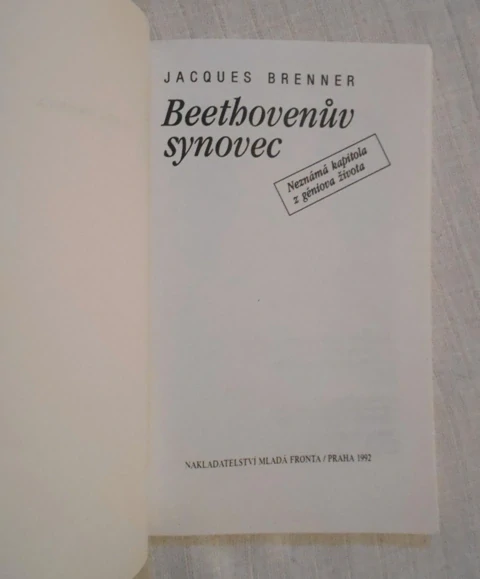 JACQUES BRENNER
Beethovenův
synovec
Neznámá kapitola
z géniova života
NAKLADATELSTVÍ MLADÁ FRONTA / PRAHA 1992